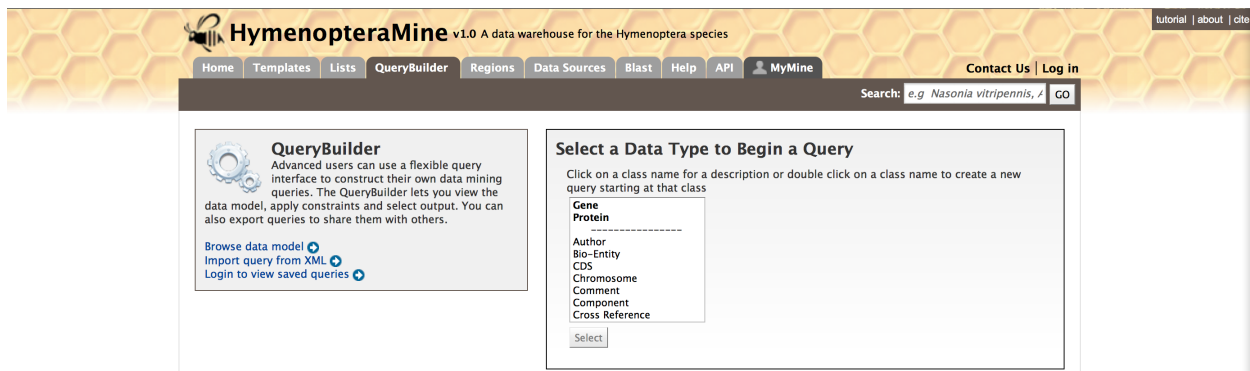 tutorial | about | cite
HymenopteraMine v1.0 A data warehouse for the Hymenoptera species
Home Templates Lists QueryBuilder Regions Data Sources Blast Help API MyMine
Contact Us | Log in
Search: e.g Nasonia vitripennis, A GO
QueryBuilder
Advanced users can use a flexible query
interface to construct their own data mining
queries. The QueryBuilder lets you view the
data model, apply constraints and select output. You can
also export queries to share them with others.
Browse data model
Import query from XML
Login to view saved queries
Select a Data Type to Begin a Query
Click on a class name for a description or double click on a class name to create a new
query starting at that class
Gene
Protein
----------------
Author
Bio-Entity
CDS
Chromosome
Comment
Component
Cross Reference
Select